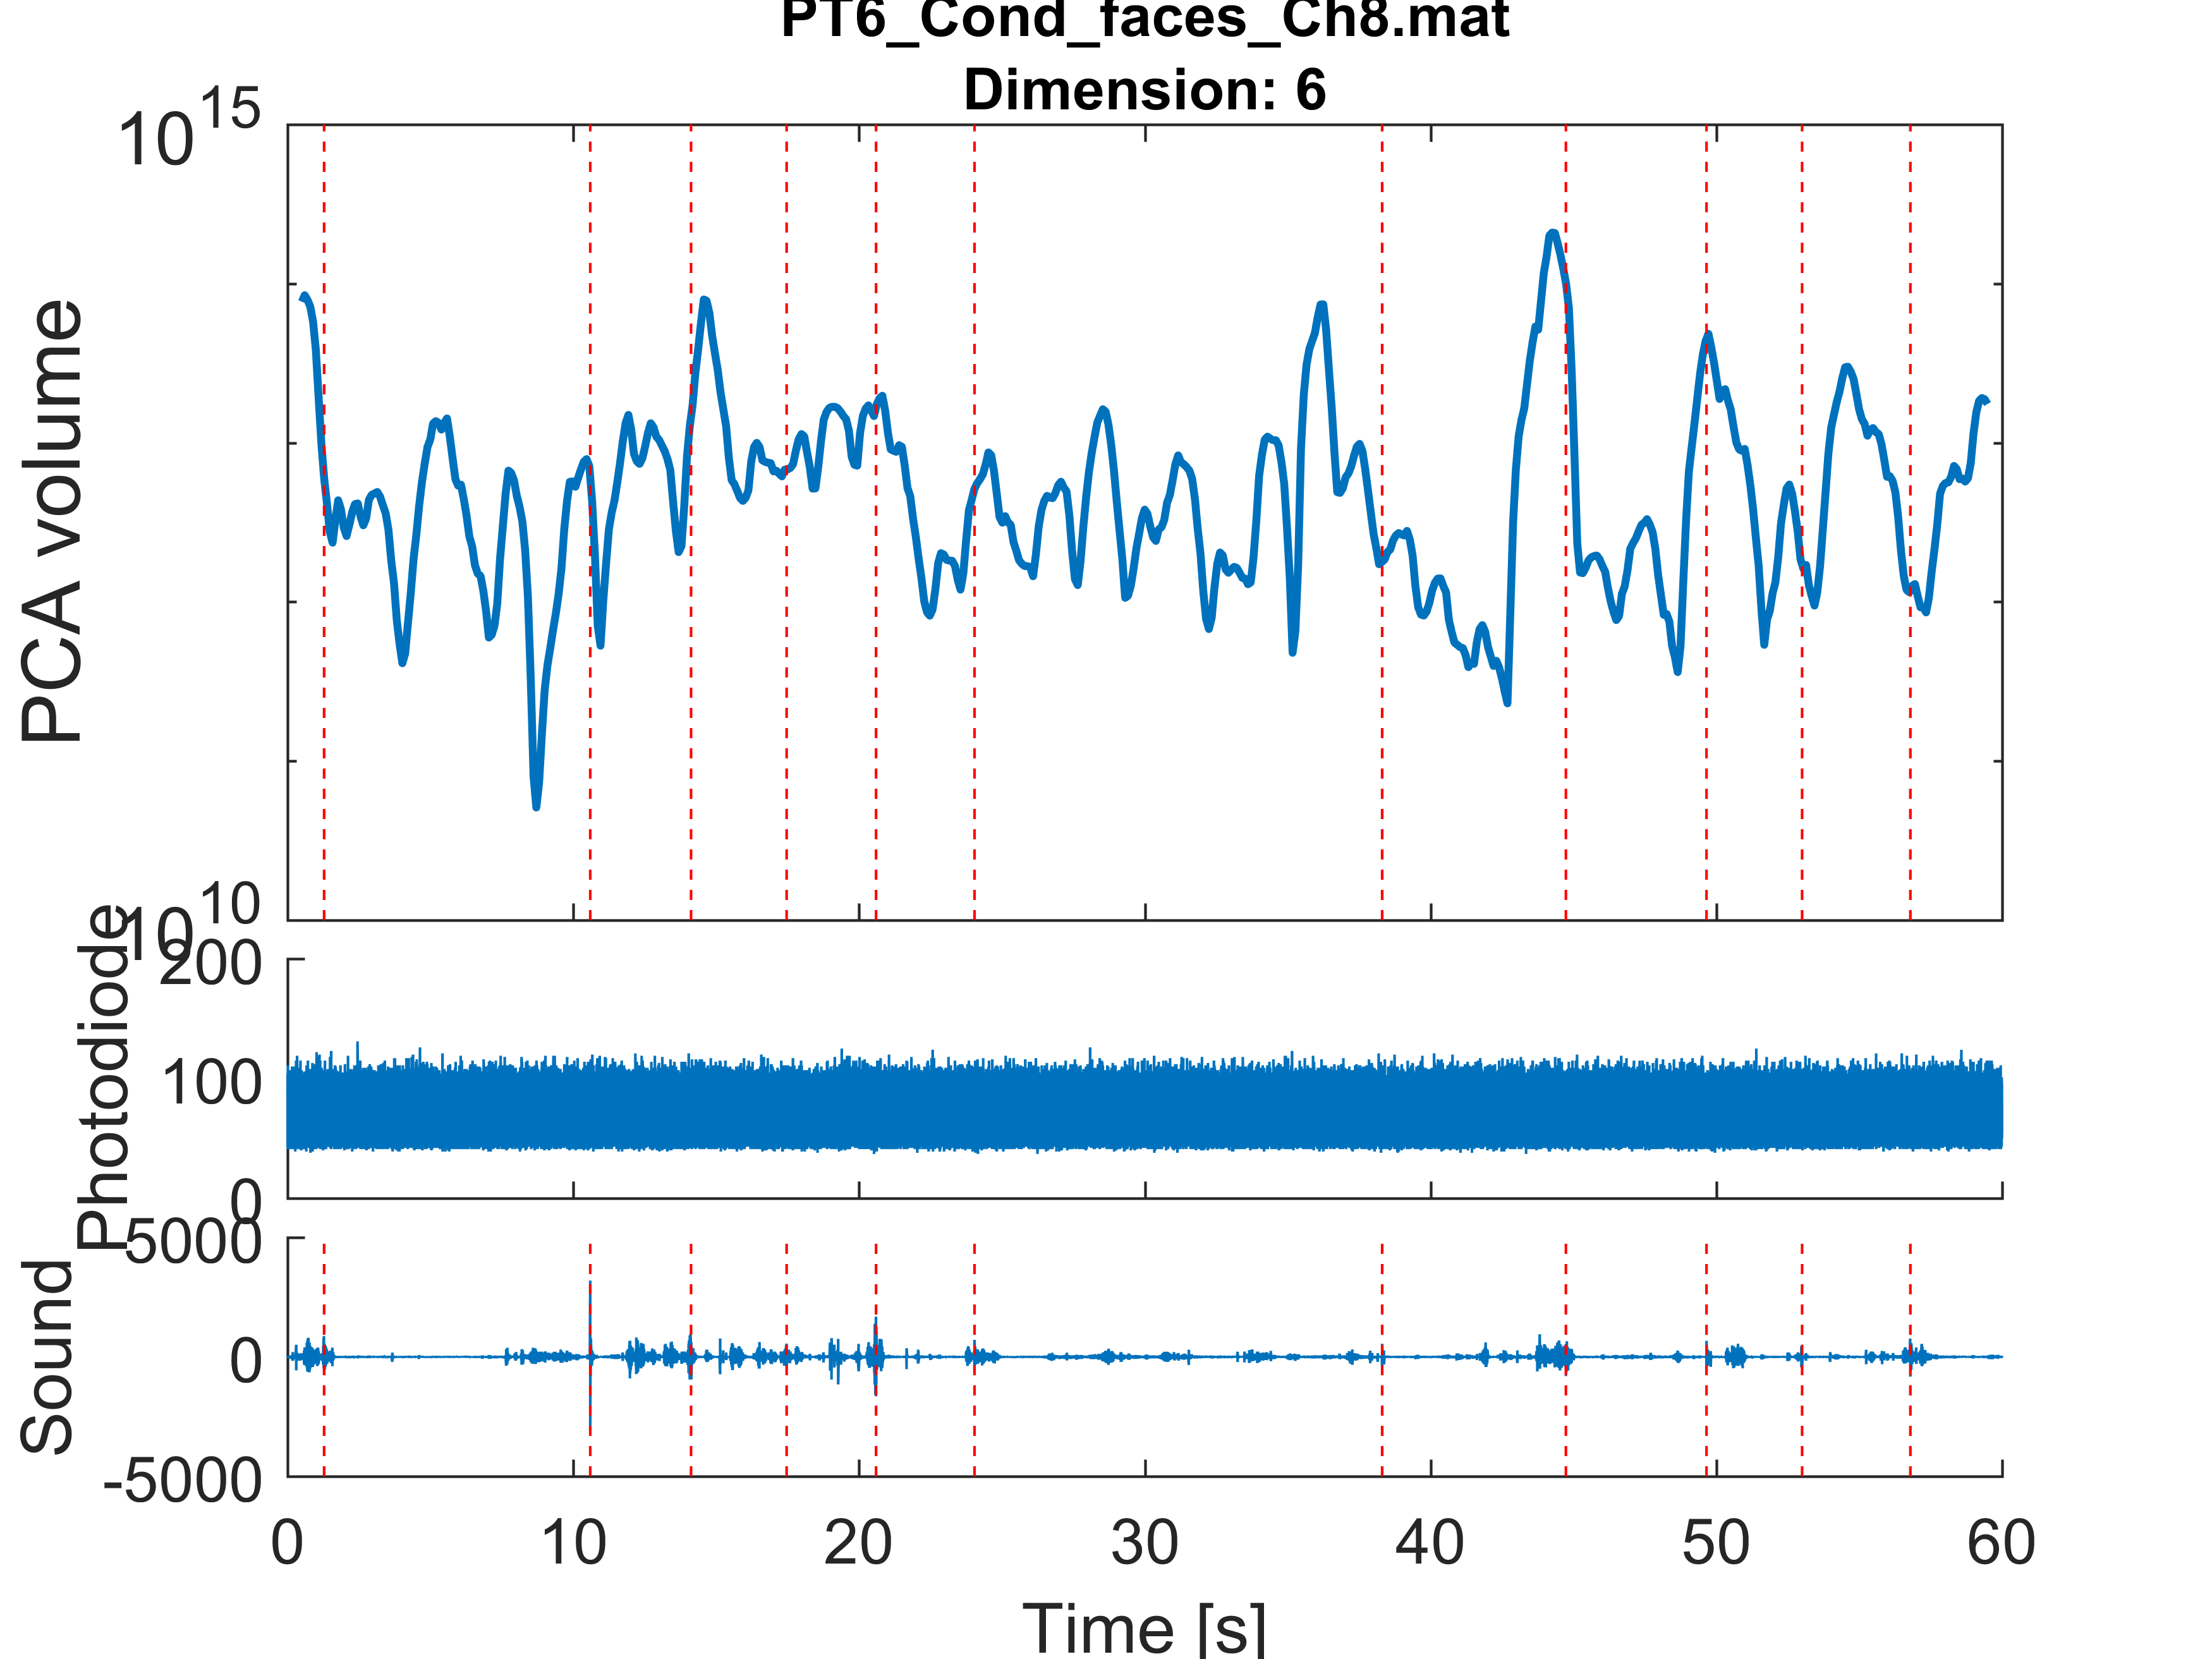 PT6_Cond_faces_Ch8.mat
Dimension: 6
10^15
PCA volume
10^10
200
Photodiode
100
0
5000
Sound
0
-5000
0 10 20 30 40 50 60
Time [s]